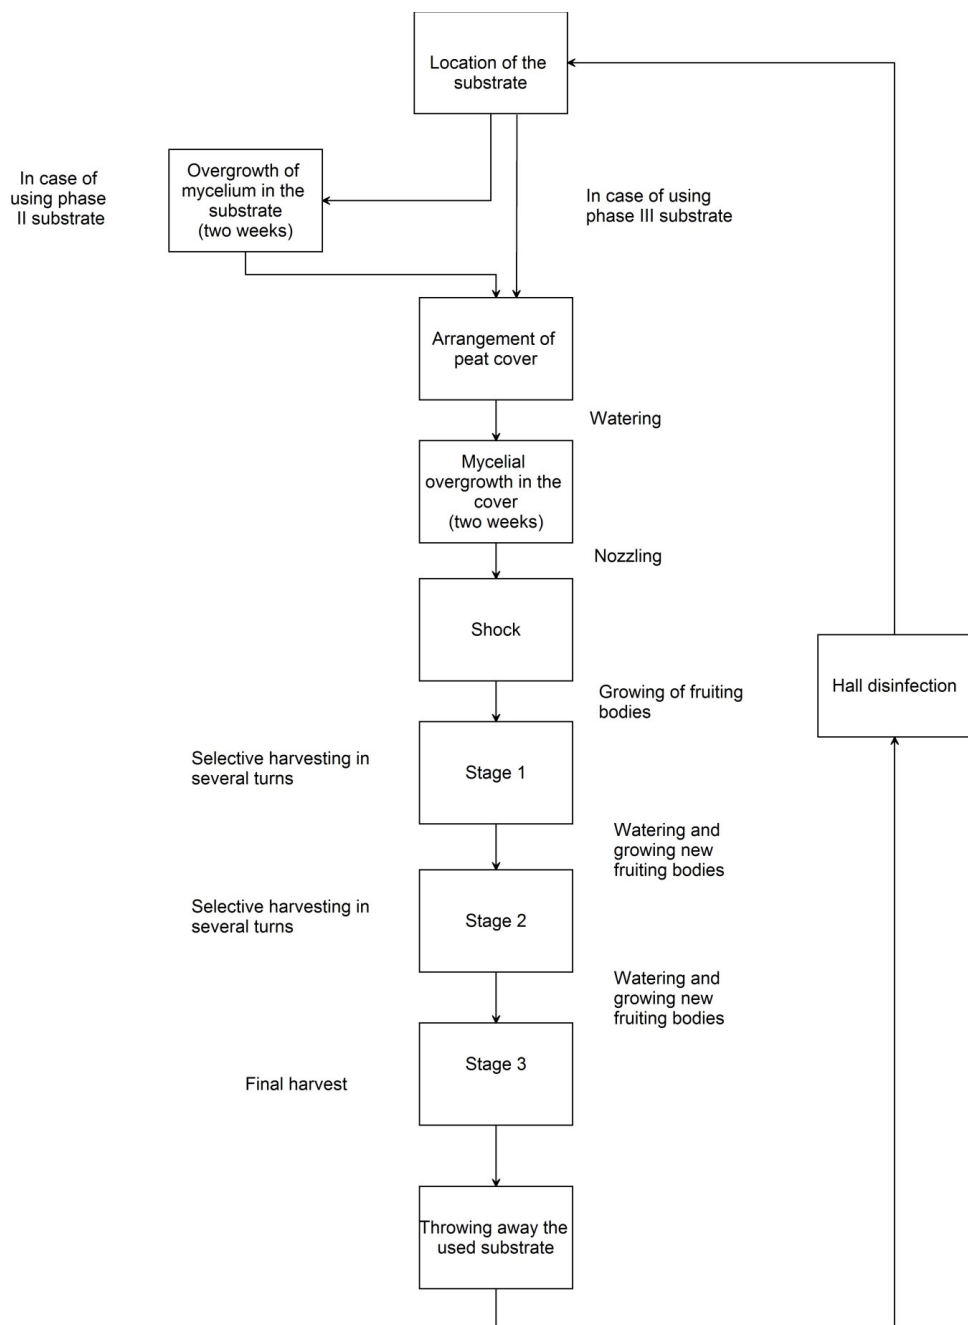 Location of the
substrate
In case of
using phase
II substrate
Overgrowth of
mycelium in the
substrate
(two weeks)
In case of using
phase III substrate
Arrangement of
peat cover
Watering
Mycelial
overgrowth in the
cover
(two weeks)
Nozzling
Shock
Hall disinfection
Growing of fruiting
bodies
Selective harvesting in
several turns
Stage 1
Watering and
growing new
fruiting bodies
Selective harvesting in
several turns
Stage 2
Watering and
growing new
fruiting bodies
Stage 3
Final harvest
Throwing away the
used substrate